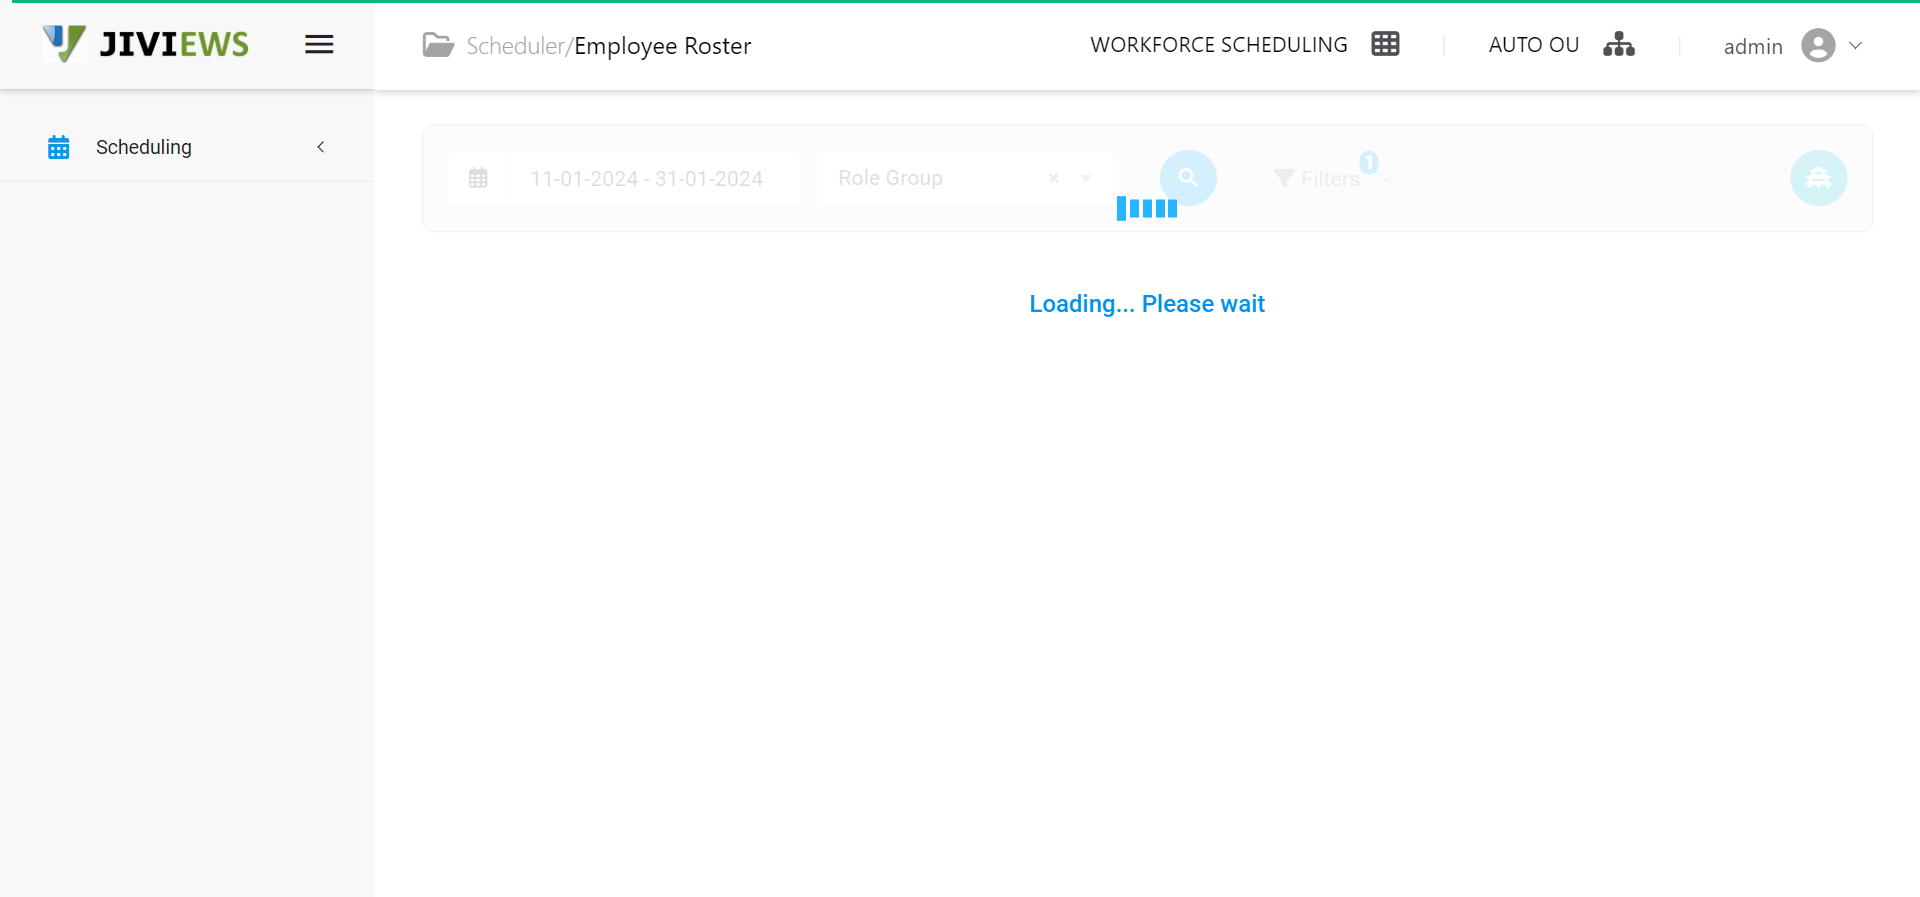 JIVIEWS
Scheduler/Employee Roster
WORKFORCE SCHEDULING
AUTO OU
admin
Scheduling
11-01-2024 - 31-01-2024
Role Group
×
Filters
1
Loading... Please wait